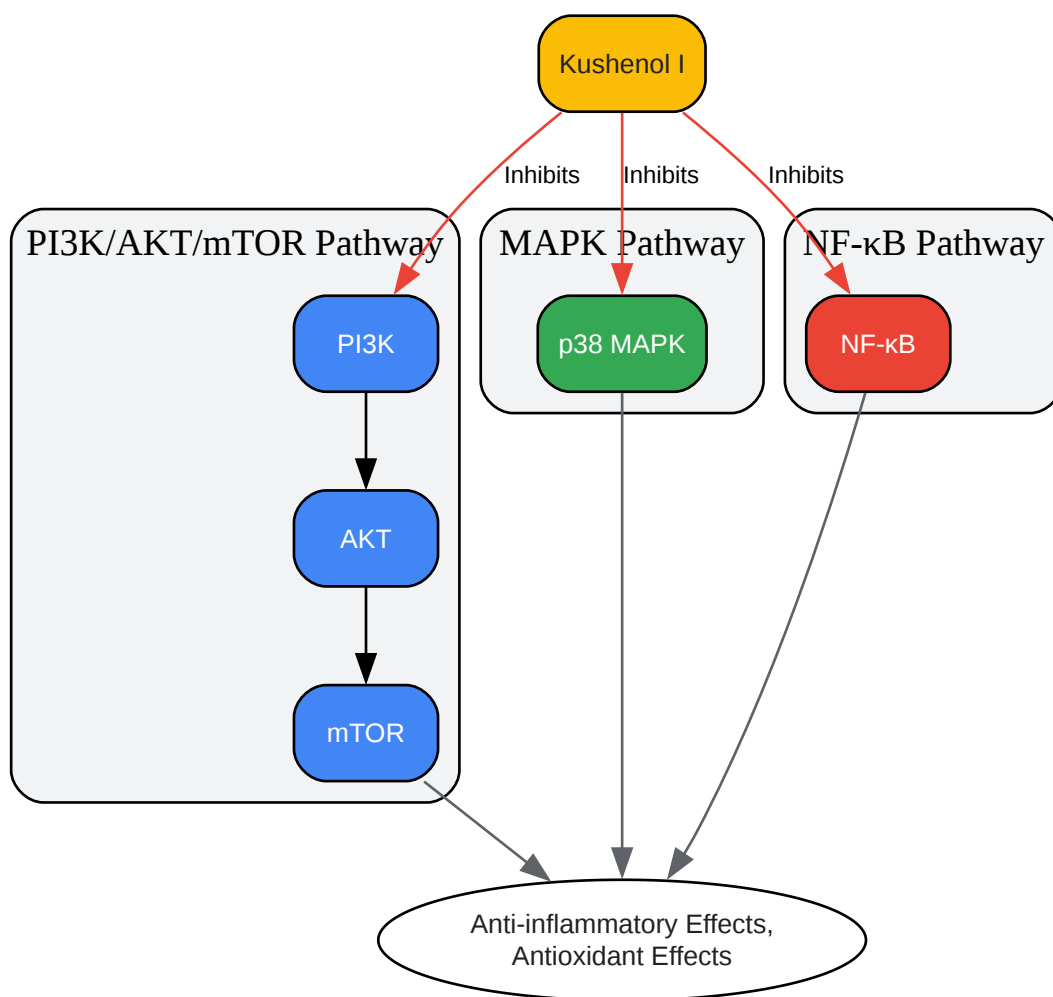 Kushenol I
Inhibits
Inhibits
Inhibits
PI3K/AKT/mTOR Pathway
MAPK Pathway
NF-κB Pathway
PI3K
p38 MAPK
NF-κB
AKT
mTOR
Anti-inflammatory Effects,
Antioxidant Effects